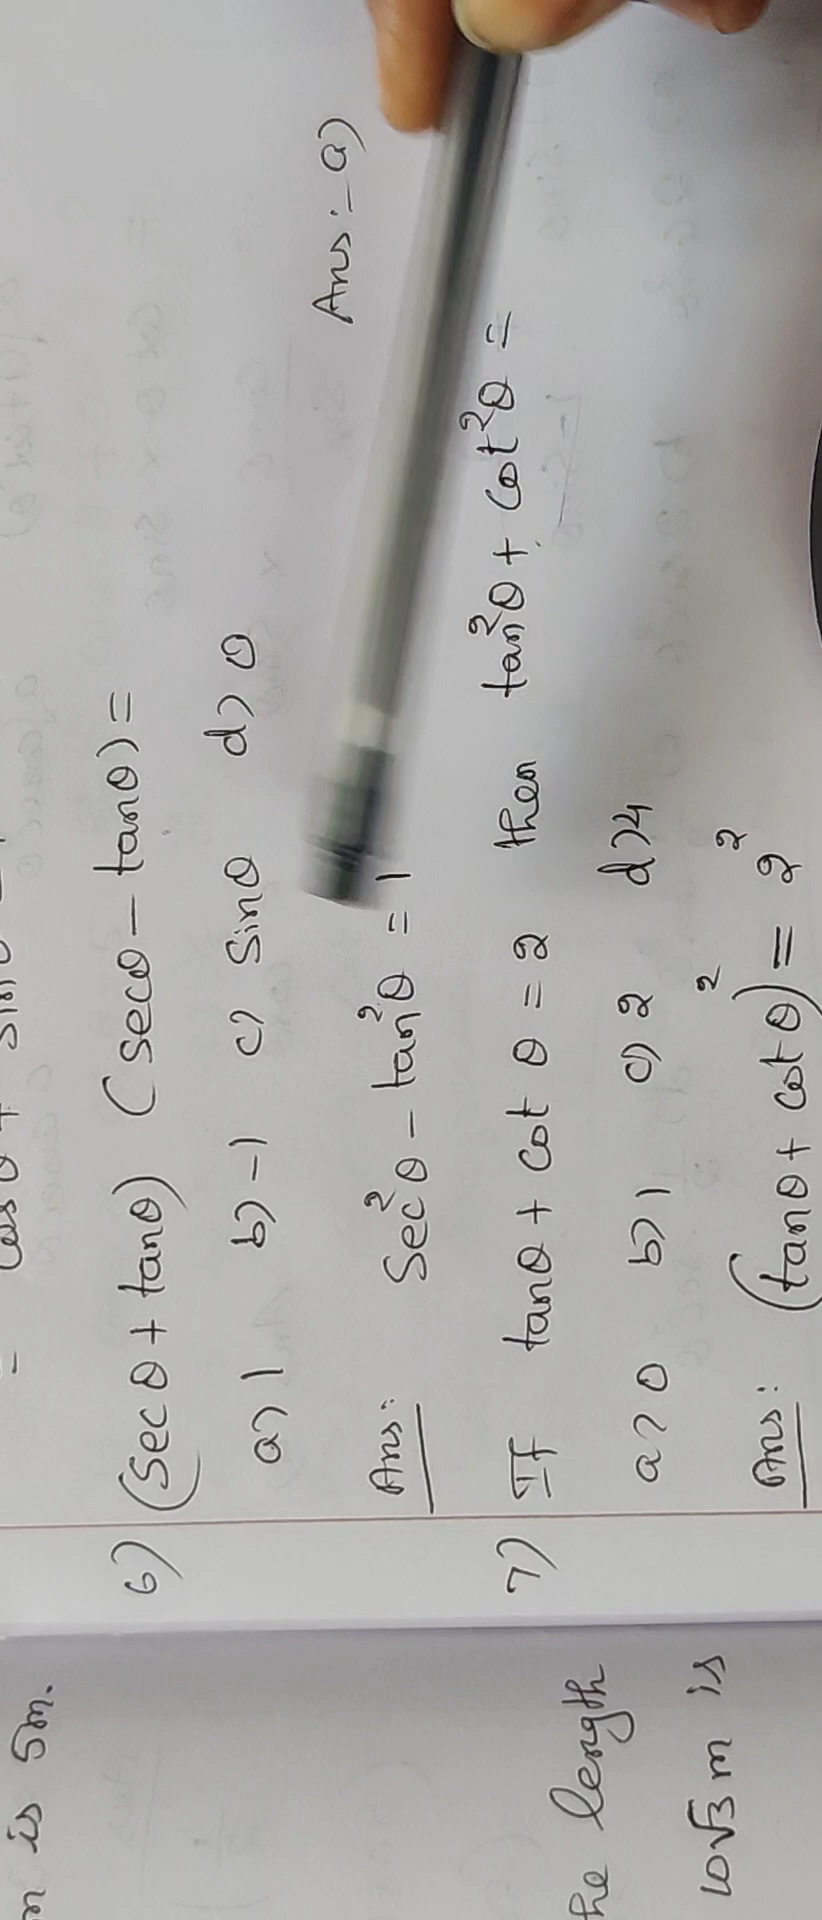 6) (secθ + tanθ) (secθ - tanθ) =
a) 1 b) -1 c) sinθ d) 0
Ans :- a)
Ans: sec²θ - tan²θ = 1
7) If tanθ + cot θ = 2 then tan²θ + cot²θ =
a) 0 b) 1 c) 2 d) 4
Ans: (tanθ + cot θ)² = 2²
is 5m.
length
10√3 m is